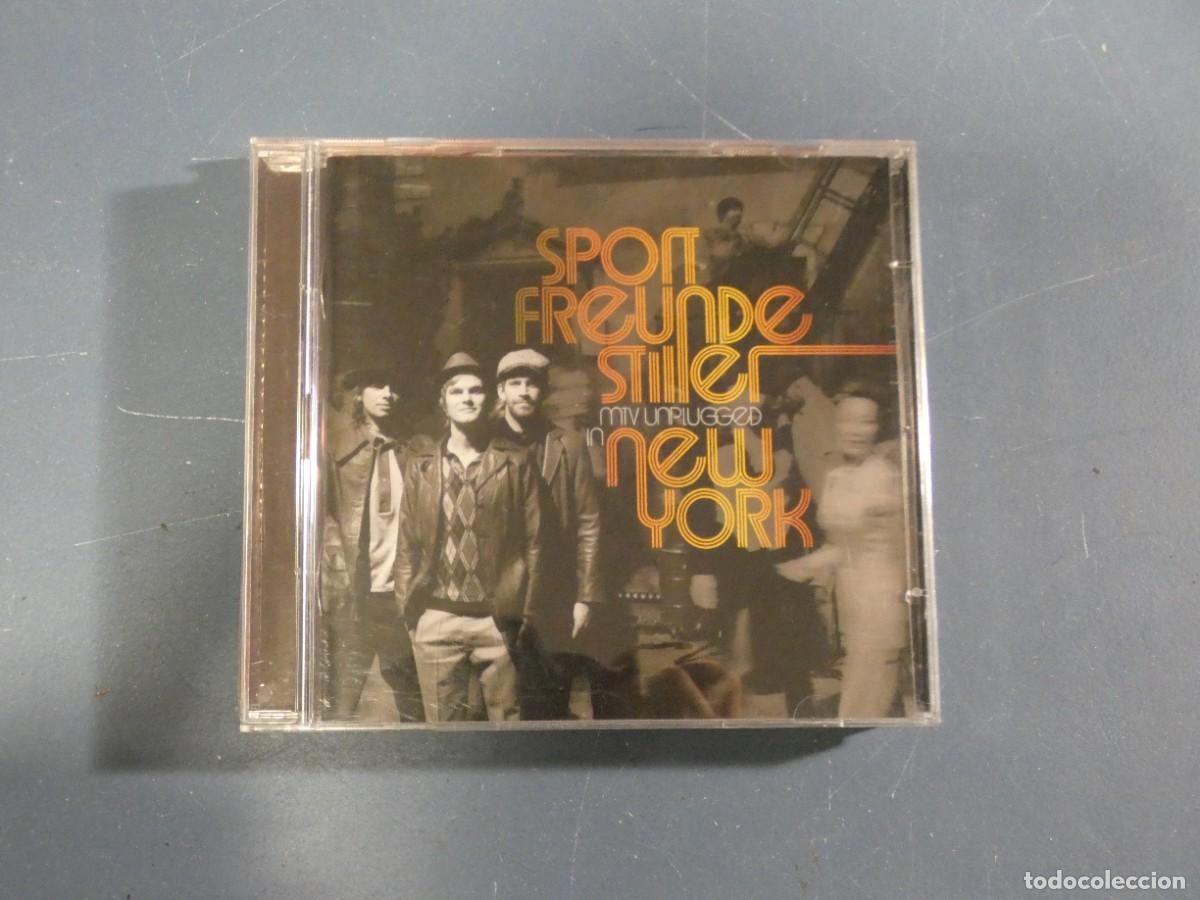 SPORT
FREUNDE
STILLER
MTV UNPLUGGED
IN
NEW
YORK
todocoleccion